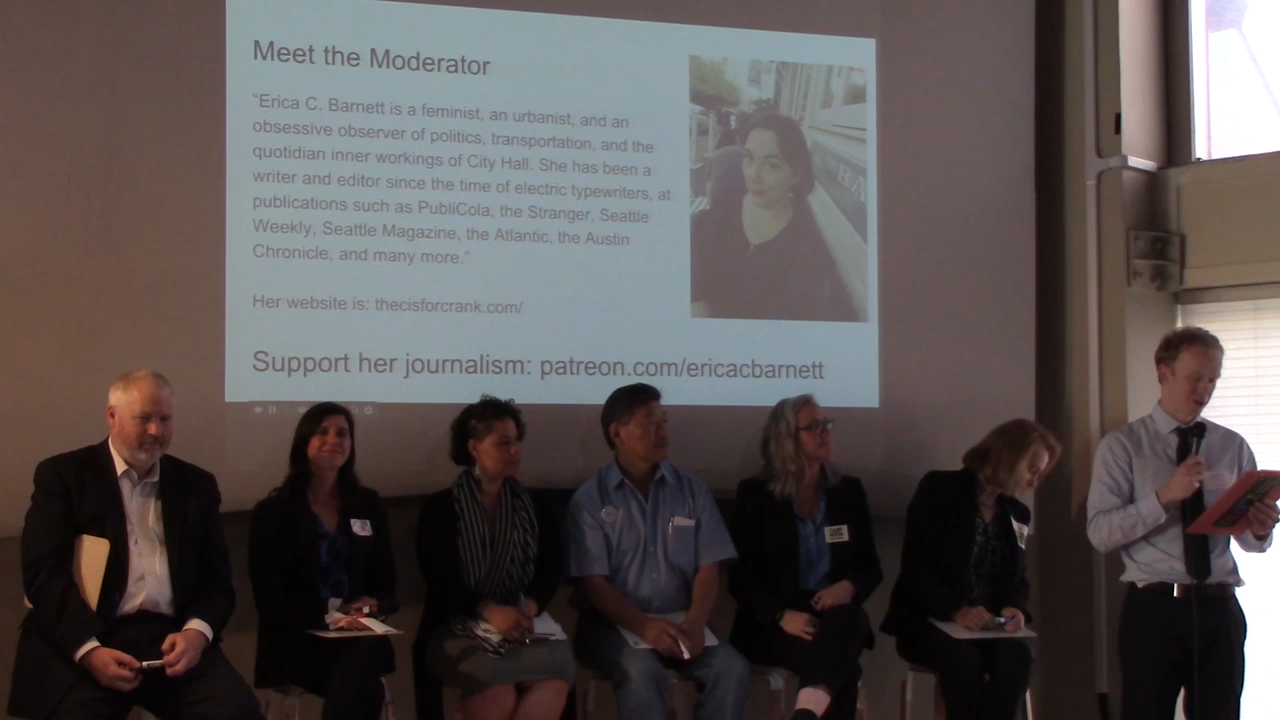 Meet the Moderator
“Erica C. Barnett is a feminist, an urbanist, and an
obsessive observer of politics, transportation, and the
quotidian inner workings of City Hall. She has been a
writer and editor since the time of electric typewriters, at
publications such as PubliCola, the Stranger, Seattle
Weekly, Seattle Magazine, the Atlantic, the Austin
Chronicle, and many more.”
Her website is: thecisforcrank.com/
Support her journalism: patreon.com/ericacbarnett
BA